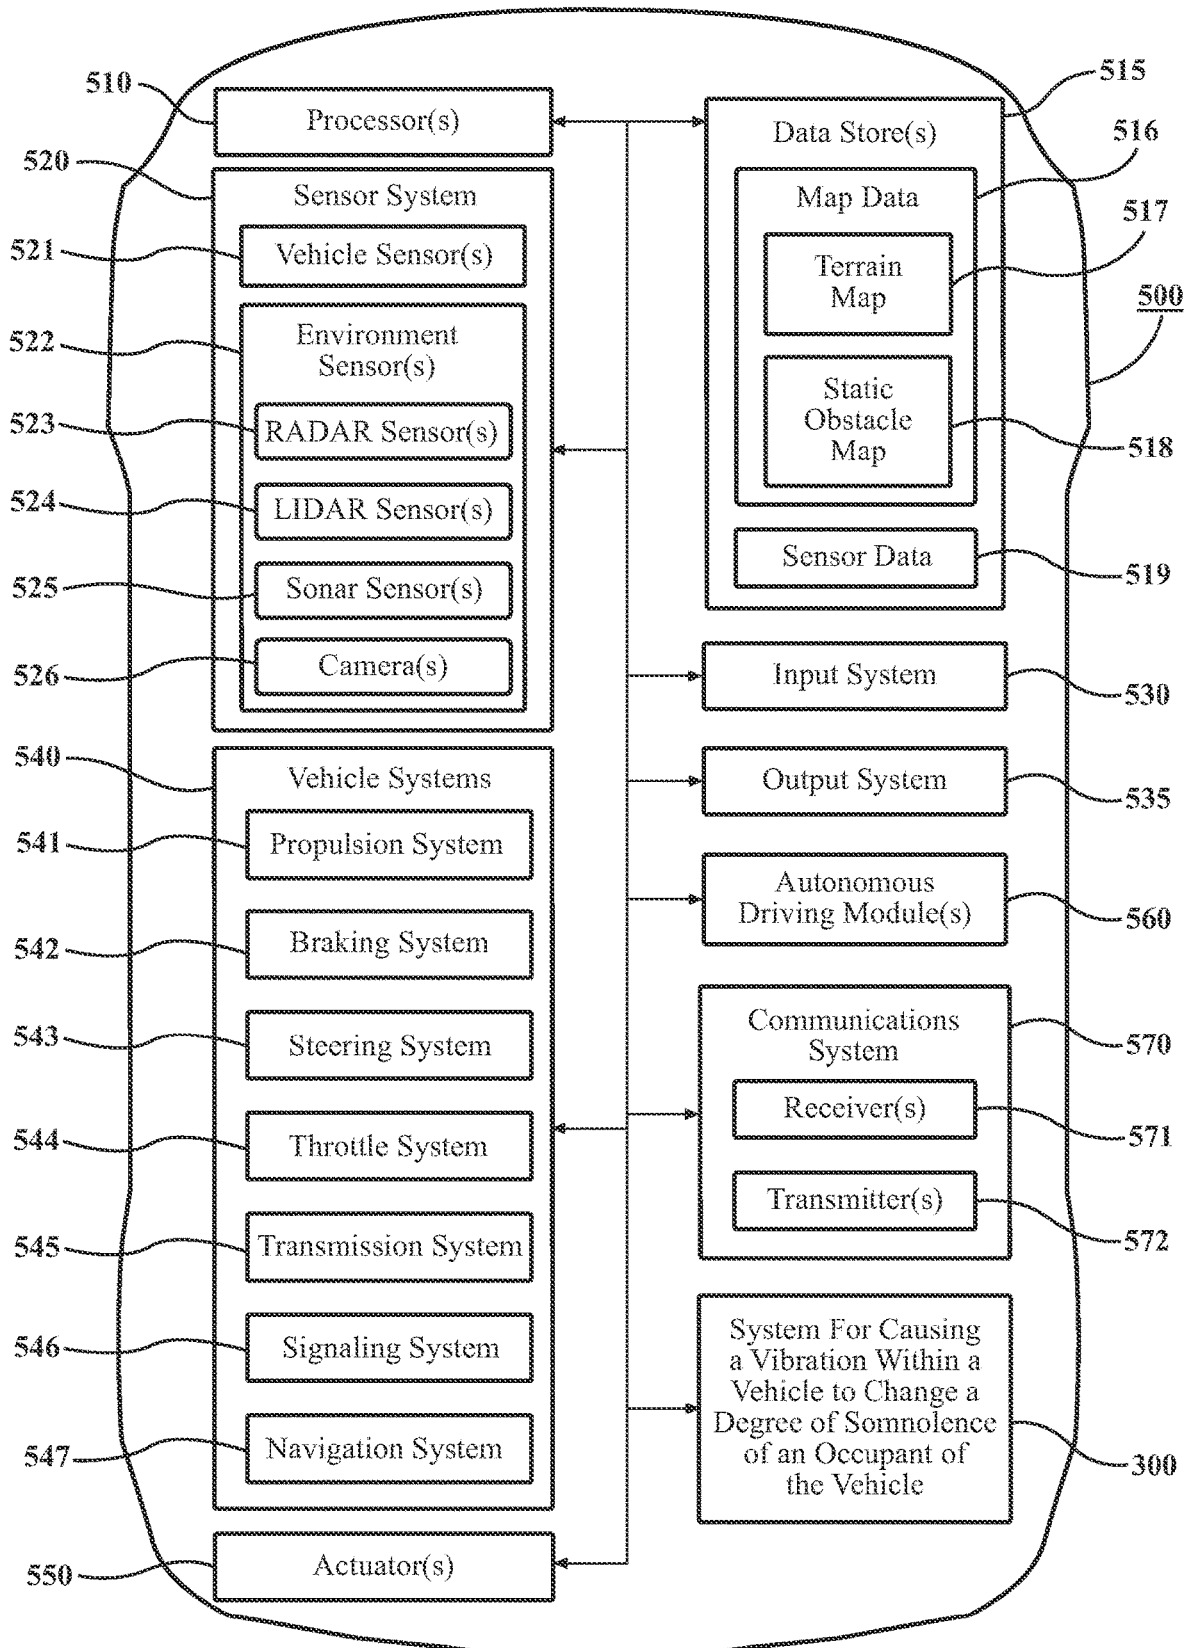 510
Processor(s)
520
Sensor System
521
Vehicle Sensor(s)
522
Environment
Sensor(s)
523
RADAR Sensor(s)
524
LIDAR Sensor(s)
525
Sonar Sensor(s)
526
Camera(s)
540
Vehicle Systems
541
Propulsion System
542
Braking System
543
Steering System
544
Throttle System
545
Transmission System
546
Signaling System
547
Navigation System
550
Actuator(s)
515
Data Store(s)
516
Map Data
517
Terrain
Map
500
Static
Obstacle
Map
518
Sensor Data
519
Input System
530
Output System
535
Autonomous
Driving Module(s)
560
Communications
System
570
Receiver(s)
571
Transmitter(s)
572
System For Causing
a Vibration Within a
Vehicle to Change a
Degree of Somnolence
of an Occupant of
the Vehicle
300